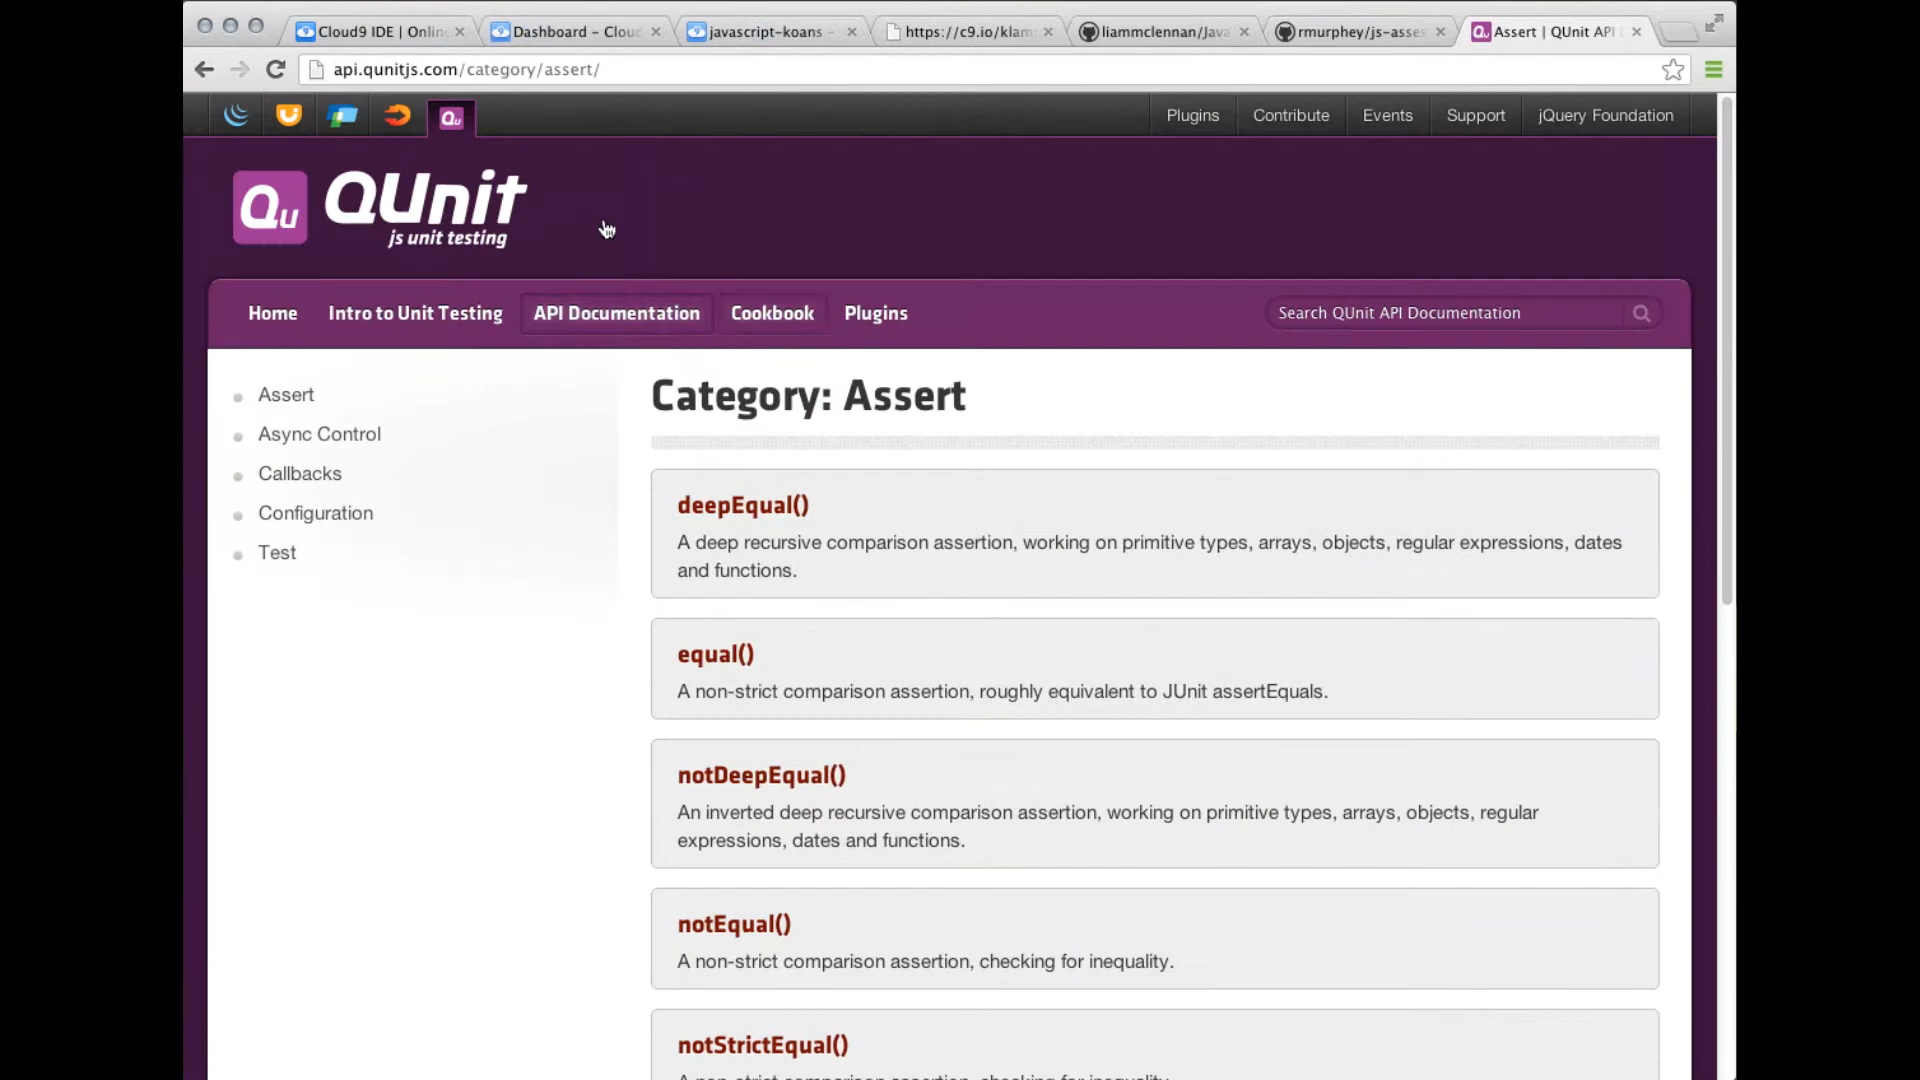 Cloud9 IDE | Onlin
Dashboard - Clou
javascript-koans -
https://c9.io/klam
liammclennan/Java
rmurphey/js-asses
Assert | QUnit API
api.qunitjs.com/category/assert/
Qu
Plugins
Contribute
Events
Support
jQuery Foundation
Qu
QUnit
js unit testing
Home
Intro to Unit Testing
API Documentation
Cookbook
Plugins
Search QUnit API Documentation
Assert
Async Control
Callbacks
Configuration
Test
Category: Assert
deepEqual()
A deep recursive comparison assertion, working on primitive types, arrays, objects, regular expressions, dates
and functions.
equal()
A non-strict comparison assertion, roughly equivalent to JUnit assertEquals.
notDeepEqual()
An inverted deep recursive comparison assertion, working on primitive types, arrays, objects, regular
expressions, dates and functions.
notEqual()
A non-strict comparison assertion, checking for inequality.
notStrictEqual()